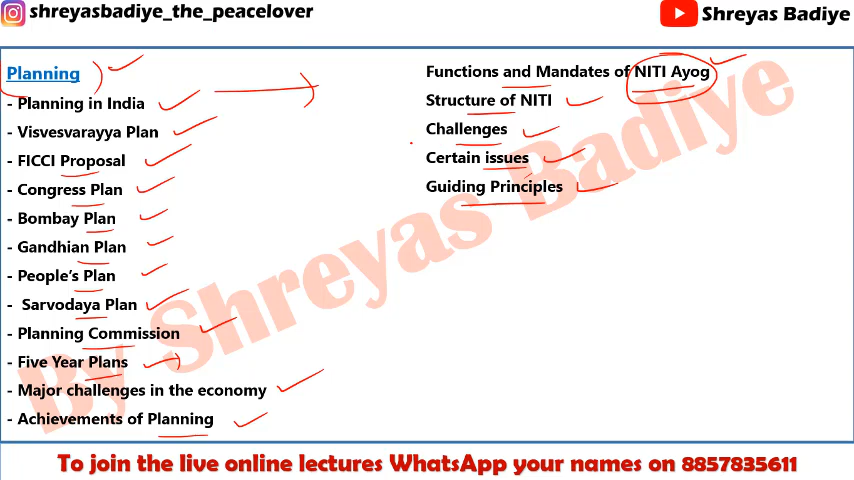 shreyasbadiye_the_peacelover
Shreyas Badiye
Planning
- Planning in India
- Visvesvarayya Plan
- FICCI Proposal
- Congress Plan
- Bombay Plan
- Gandhian Plan
- People's Plan
- Sarvodaya Plan
- Planning Commission
- Five Year Plans
- Major challenges in the economy
- Achievements of Planning
Functions and Mandates of NITI Ayog
Structure of NITI
Challenges
Certain issues
Guiding Principles
By Shreyas Badiye
To join the live online lectures WhatsApp your names on 8857835611